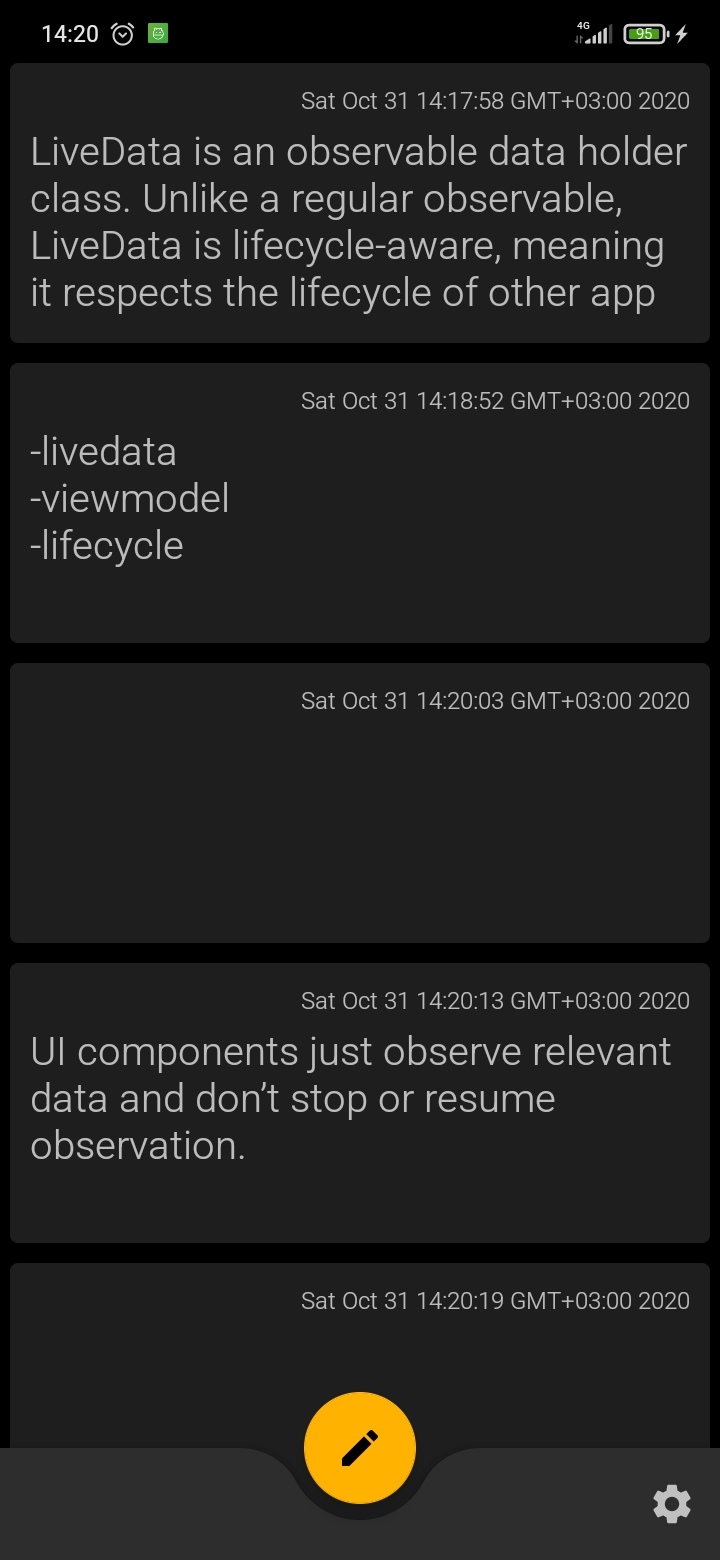 14:20
4G
95
Sat Oct 31 14:17:58 GMT+03:00 2020
LiveData is an observable data holder
class. Unlike a regular observable,
LiveData is lifecycle-aware, meaning
it respects the lifecycle of other app
Sat Oct 31 14:18:52 GMT+03:00 2020
-livedata
-viewmodel
-lifecycle
Sat Oct 31 14:20:03 GMT+03:00 2020
Sat Oct 31 14:20:13 GMT+03:00 2020
UI components just observe relevant
data and don’t stop or resume
observation.
Sat Oct 31 14:20:19 GMT+03:00 2020